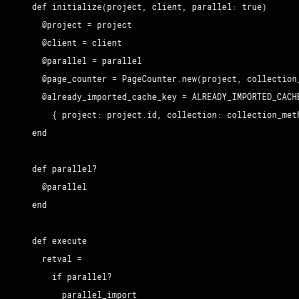 def initialize(project, client, parallel: true)
@project = project
@client = client
@parallel = parallel
@page_counter = PageCounter.new(project, collection_
@already_imported_cache_key = ALREADY_IMPORTED_CACHE
{ project: project.id, collection: collection_meth
end
def parallel?
@parallel
end
def execute
retval =
if parallel?
parallel_import